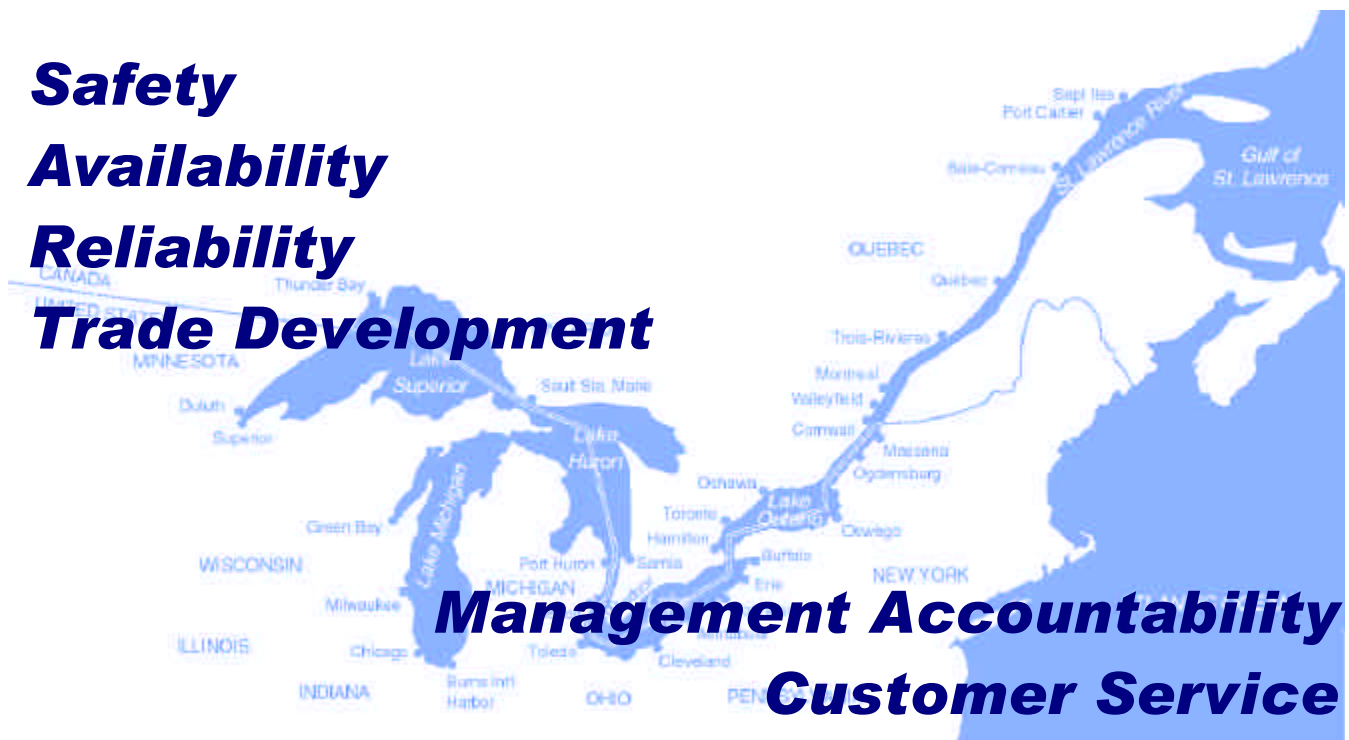 Safety
Availability
Reliability
Trade Development
Sept Iles
Port Cartier
Baie-Comeau
St. Lawrence River
Gulf of
St. Lawrence
QUEBEC
Quebec
Trois-Rivieres
Montreal
Valleyfield
Cornwall
Massena
Ogdensburg
CANADA
UNITED STATES
Thunder Bay
MINNESOTA
Duluth
Superior
Lake
Superior
Sault Ste. Marie
Lake
Huron
Lake Michigan
Green Bay
WISCONSIN
Milwaukee
ILLINOIS
Chicago
INDIANA
Burns Intl
Harbor
MICHIGAN
Port Huron
Sarnia
Oshawa
Toronto
Hamilton
Lake
Ontario
Oswego
Buffalo
Erie
NEW YORK
Toledo
Cleveland
OHIO
Management Accountability
Customer Service